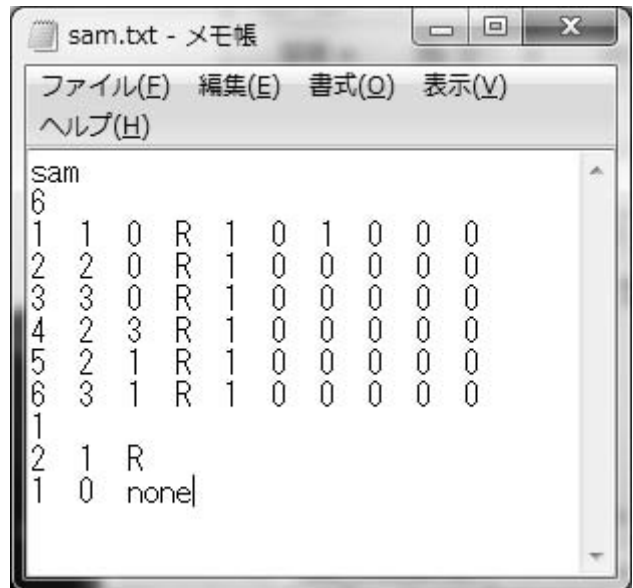 sam.txt - メモ帳
ファイル(F) 編集(E) 書式(O) 表示(V)
ヘルプ(H)
sam
6
1 1 0 R 1 0 1 0 0 0
2 2 0 R 1 0 0 0 0 0
3 3 0 R 1 0 0 0 0 0
4 2 3 R 1 0 0 0 0 0
5 2 1 R 1 0 0 0 0 0
6 3 1 R 1 0 0 0 0 0
1
2 1 R
1 0 none